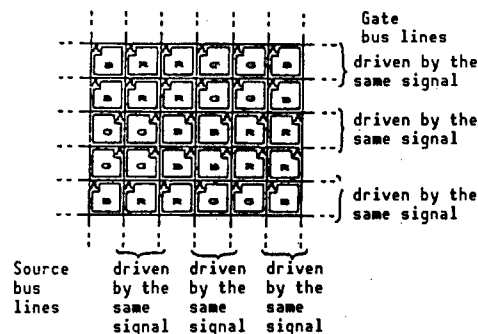 Gate
bus lines
B R R G G B
driven by the
same signal
B R R G G B
G G B B R R
driven by the
same signal
G G B B R R
B R R G G B
driven by the
same signal
Source
bus
lines
driven
by the
same
signal
driven
by the
same
signal
driven
by the
same
signal